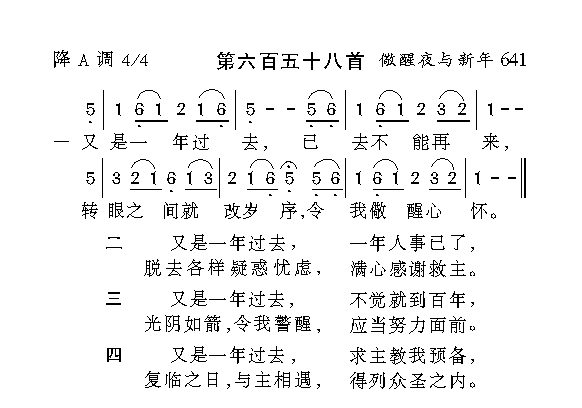 降 A 调 4/4 第六百五十八首 儆醒夜与新年 641
5 | 1 6 1 2 1 6 | 5 - - 5 6 | 1 6 1 2 3 2 | 1 - -
一 又 是一 年过 去, 已 去不 能再 来,
5 | 3 2 1 6 1 3 | 2 1 6 5 5 6 | 1 6 1 2 3 2 | 1 - - ‖
转 眼之 间就 改岁 序,令 我儆 醒心 怀。
二 又是一年过去, 一年人事已了,
脱去各样疑惑忧虑, 满心感谢救主。
三 又是一年过去, 不觉就到百年,
光阴如箭,令我警醒, 应当努力面前。
四 又是一年过去, 求主教我预备,
复临之日,与主相遇, 得列众圣之内。